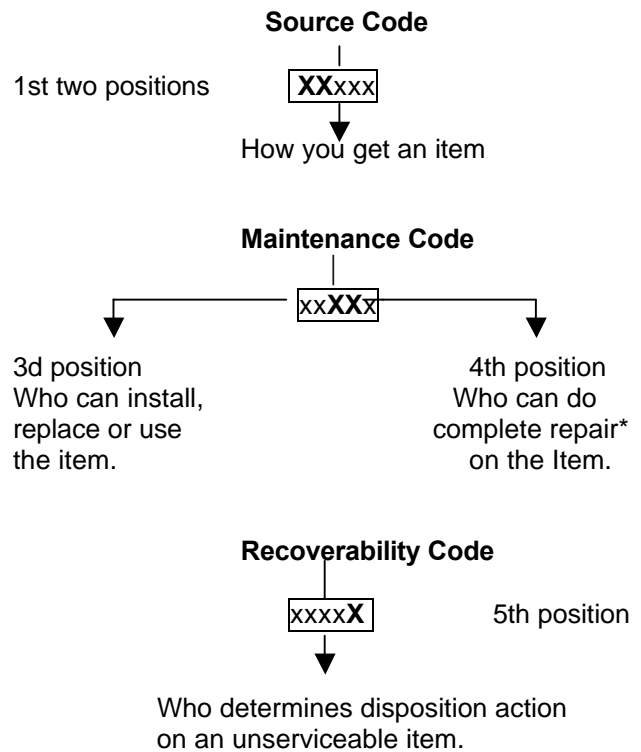 Source Code
1st two positions XXxxx
How you get an item
Maintenance Code
xxXXx
3d position
Who can install,
replace or use
the item.
4th position
Who can do
complete repair*
on the Item.
Recoverability Code
xxxxX 5th position
Who determines disposition action
on an unserviceable item.